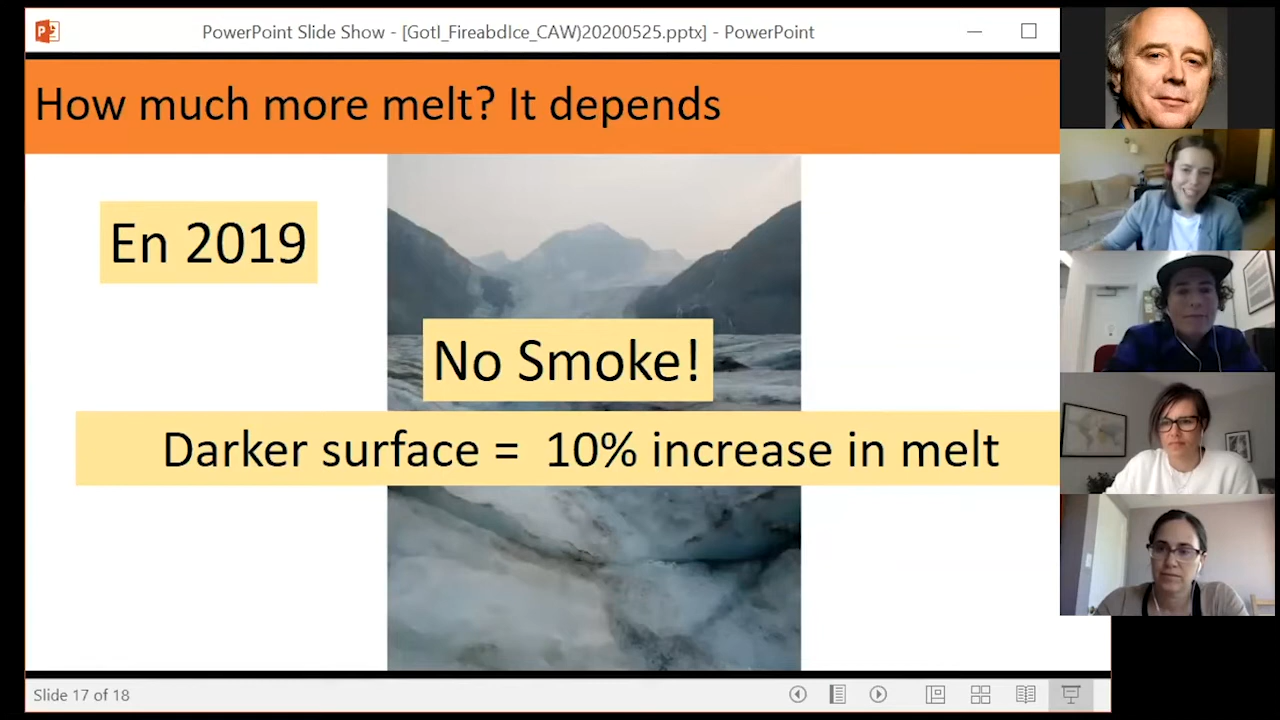 PowerPoint Slide Show - [GotI_FireabdIce_CAW)20200525.pptx] - PowerPoint
How much more melt? It depends
En 2019
No Smoke!
Darker surface = 10% increase in melt
Slide 17 of 18